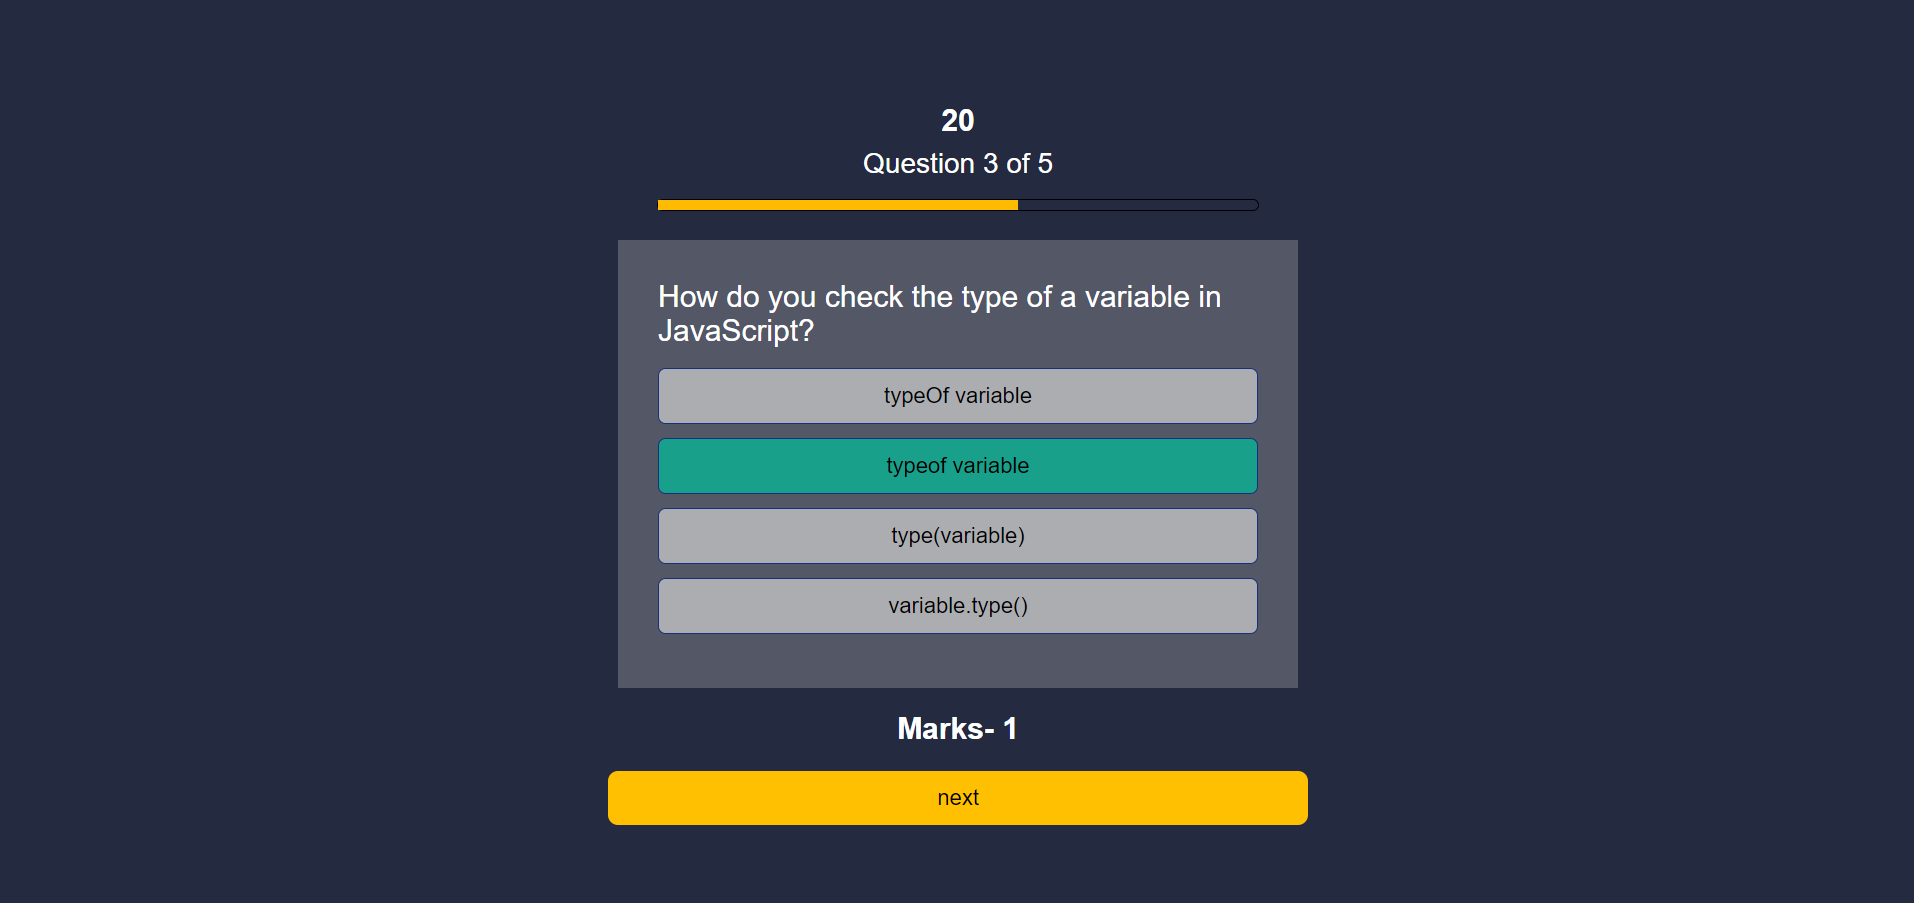 20
Question 3 of 5
How do you check the type of a variable in
JavaScript?
typeOf variable
typeof variable
type(variable)
variable.type()
Marks- 1
next